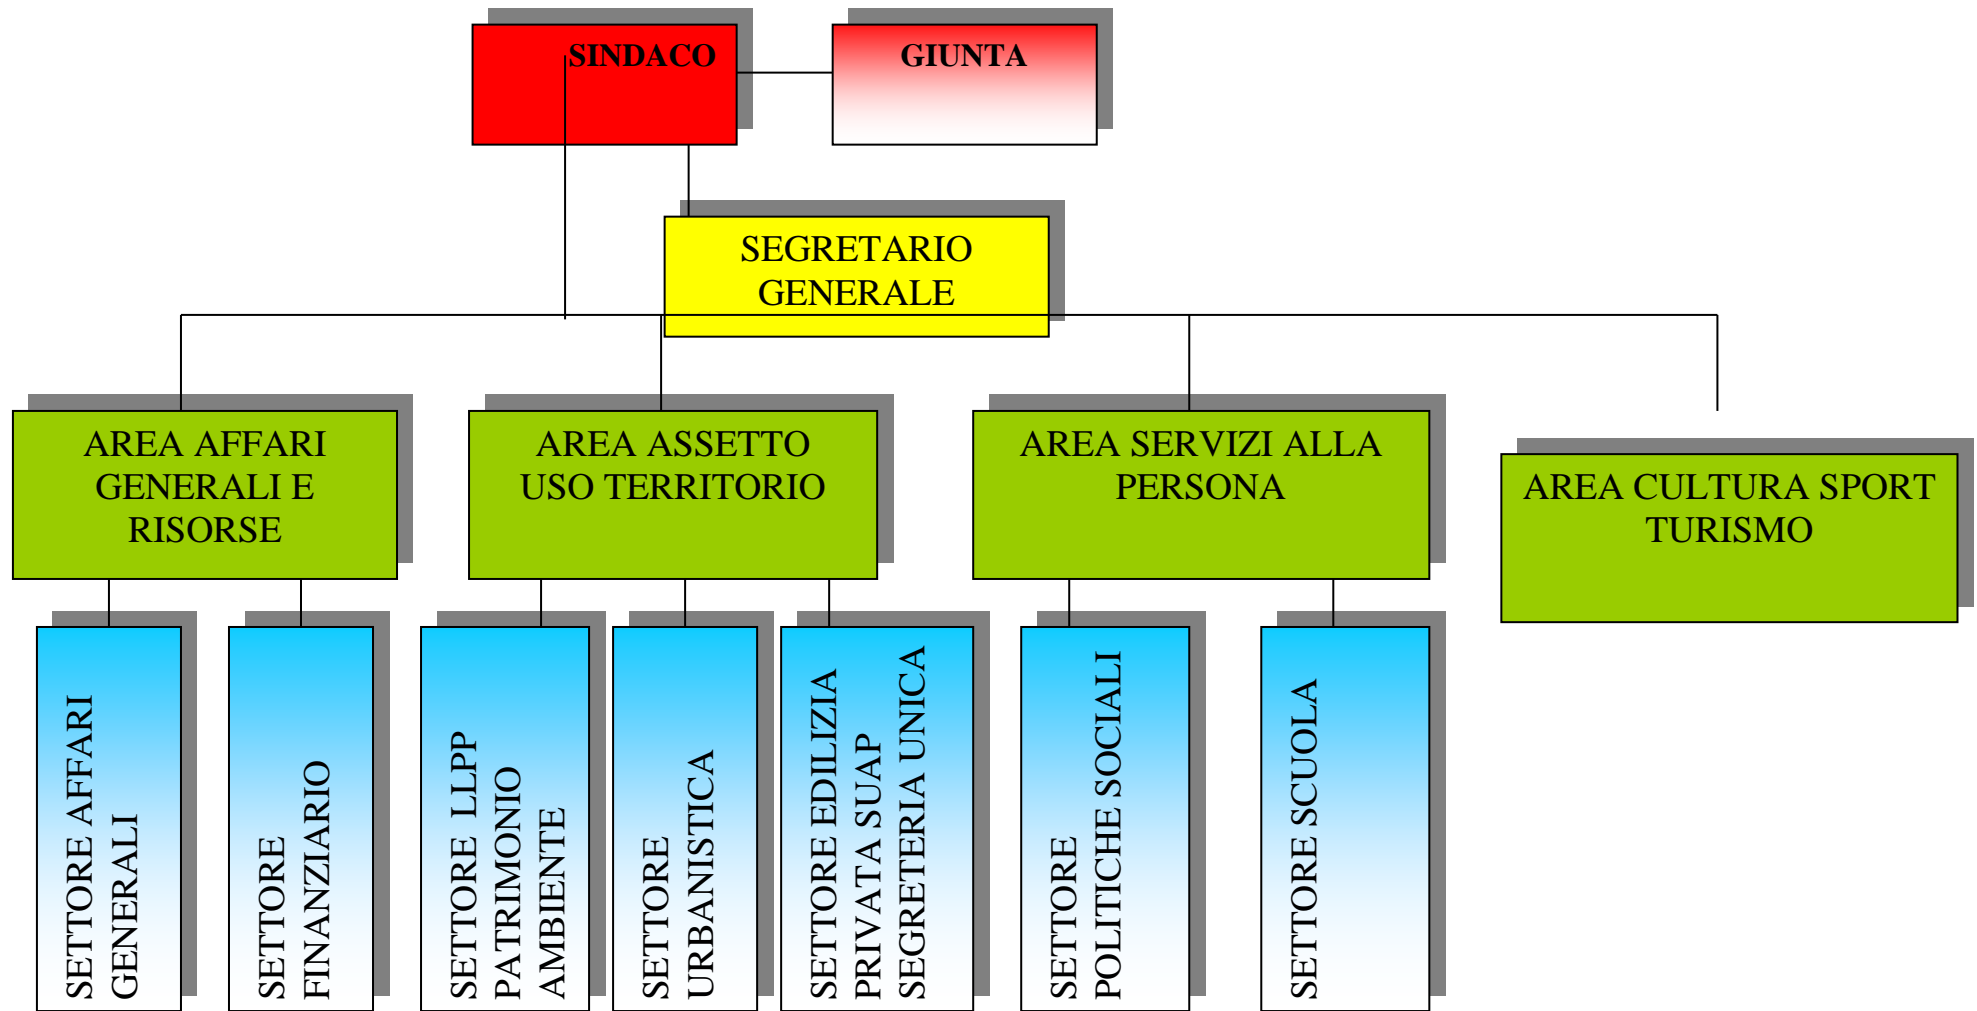 SINDACO
GIUNTA
SEGRETARIO
GENERALE
AREA AFFARI
GENERALI E
RISORSE
AREA ASSETTO
USO TERRITORIO
AREA SERVIZI ALLA
PERSONA
AREA CULTURA SPORT
TURISMO
SETTORE AFFARI
GENERALI
SETTORE
FINANZIARIO
SETTORE LLPP
PATRIMONIO
AMBIENTE
SETTORE
URBANISTICA
SETTORE EDILIZIA
PRIVATA SUAP
SEGRETERIA UNICA
SETTORE
POLITICHE SOCIALI
SETTORE SCUOLA